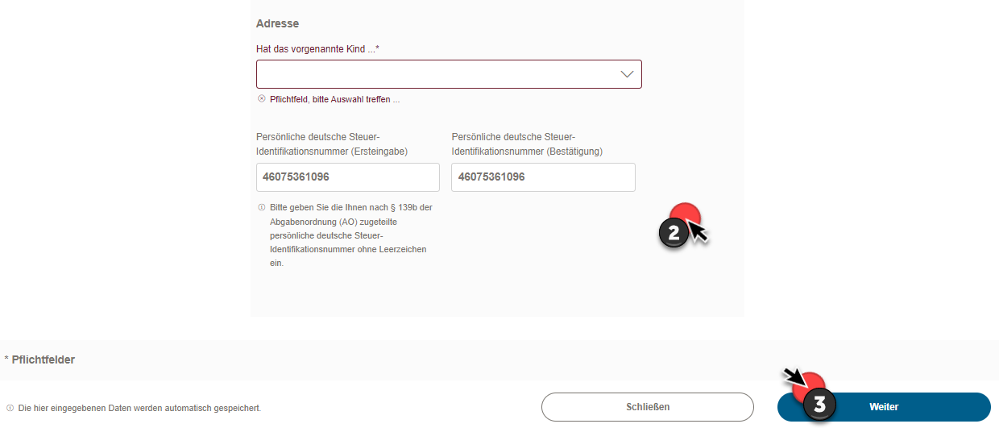 Adresse
Hat das vorgenannte Kind ...*
Pflichtfeld, bitte Auswahl treffen ...
Persönliche deutsche Steuer-
Identifikationsnummer (Ersteingabe)
Persönliche deutsche Steuer-
Identifikationsnummer (Bestätigung)
46075361096
46075361096
Bitte geben Sie die Ihnen nach § 139b der
Abgabenordnung (AO) zugeteilte
persönliche deutsche Steuer-
Identifikationsnummer ohne Leerzeichen
ein.
2
* Pflichtfelder
Die hier eingegebenen Daten werden automatisch gespeichert.
Schließen
3
Weiter